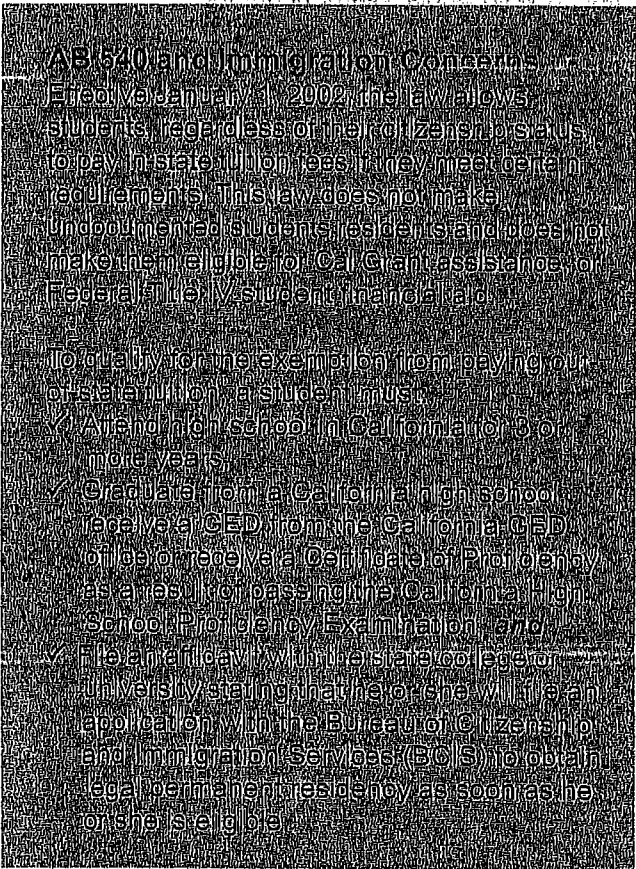 AB 540 and Immigration Concerns
Effective January 1, 2002, the law allows
students, regardless of their citizenship status
to pay in-state tuition fees if they meet certain
requirements. This law does not make
undocumented students residents and does not
make them eligible for Cal Grant assistance, or
Federal Title IV student financial aid.
To qualify for the exemption from paying out-
of-state tuition, a student must:
✓ Attend high school in California for 3 or
more years
✓ Graduate from a California high school
receive a GED from the California GED
office or receive a Certificate of Proficiency
as a result of passing the California High
School Proficiency Examination, and
✓ File an affidavit with the state college or
university stating that he or she will file an
application with the Bureau of Citizenship
and Immigration Services (BCIS) to obtain
legal permanent residency as soon as he
or she is eligible.